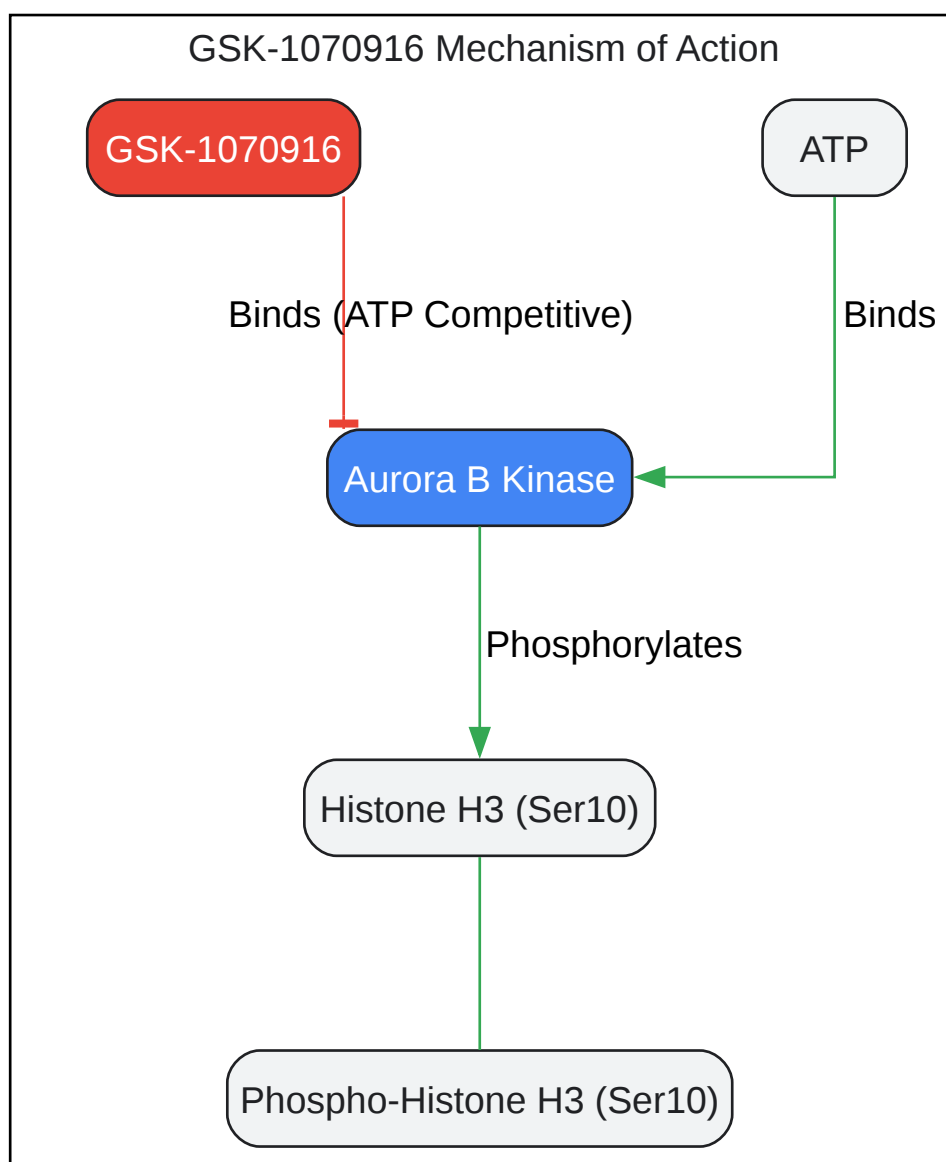 GSK-1070916 Mechanism of Action
GSK-1070916
ATP
Binds (ATP Competitive)
Binds
Aurora B Kinase
Phosphorylates
Histone H3 (Ser10)
Phospho-Histone H3 (Ser10)